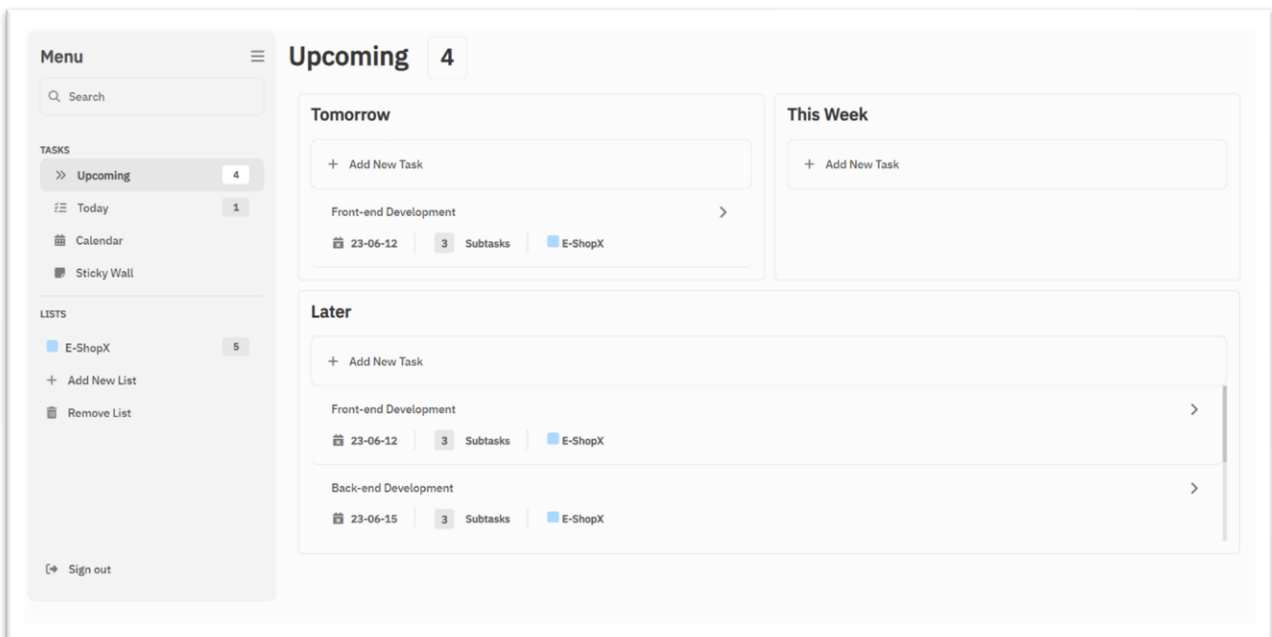 Menu
Search
TASKS
Upcoming 4
Today 1
Calendar
Sticky Wall
LISTS
E-ShopX 5
Add New List
Remove List
Sign out
Upcoming 4
Tomorrow
Add New Task
Front-end Development
23-06-12 3 Subtasks E-ShopX
This Week
Add New Task
Later
Add New Task
Front-end Development
23-06-12 3 Subtasks E-ShopX
Back-end Development
23-06-15 3 Subtasks E-ShopX